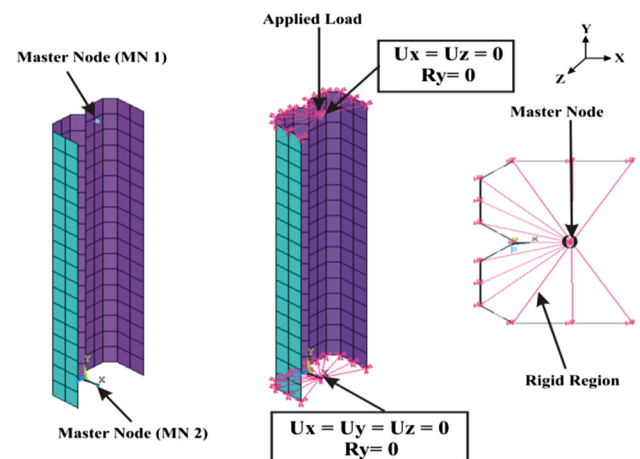 Applied Load
Master Node (MN 1)
Ux = Uz = 0
Ry= 0
Y
X
Z
Master Node
X
Y
X
X
Rigid Region
Master Node (MN 2)
Ux = Uy = Uz = 0
Ry= 0